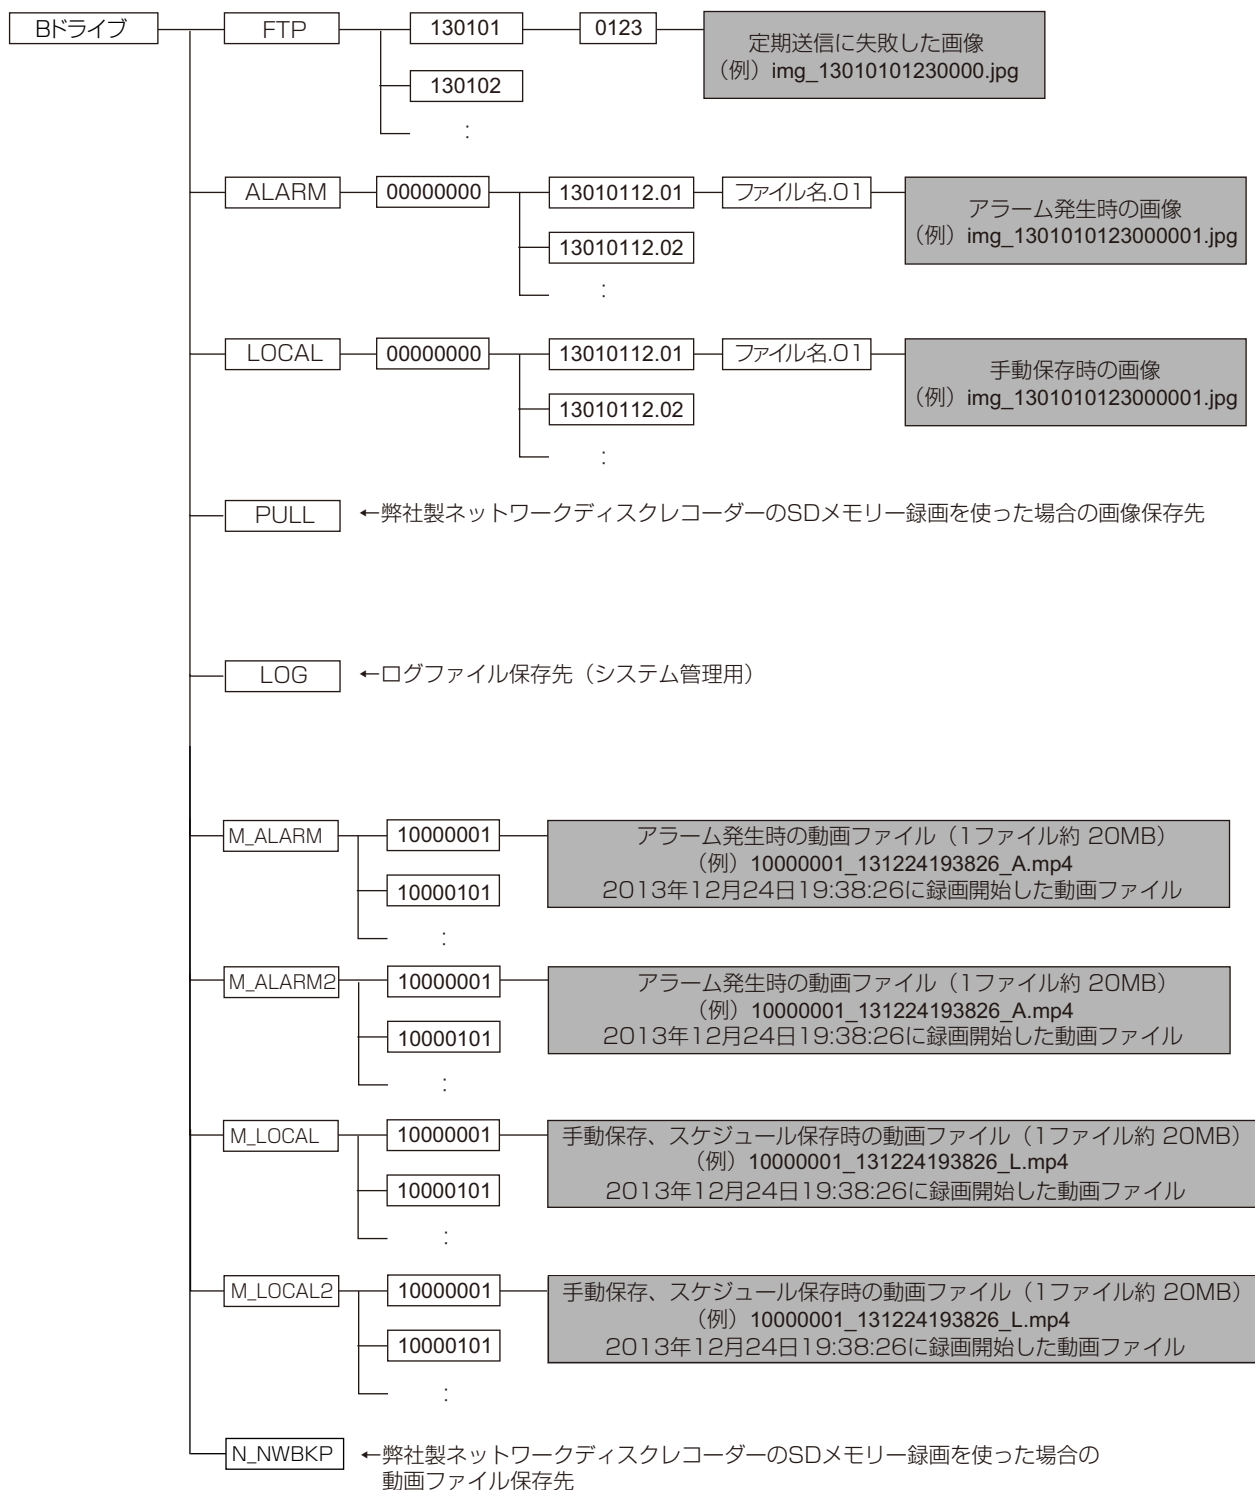 Bドライブ
FTP
130101
0123
定期送信に失敗した画像
（例）img_13010101230000.jpg
130102
:
ALARM
00000000
13010112.01
ファイル名.01
アラーム発生時の画像
（例）img_1301010123000001.jpg
13010112.02
:
LOCAL
00000000
13010112.01
ファイル名.01
手動保存時の画像
（例）img_1301010123000001.jpg
13010112.02
:
PULL
←弊社製ネットワークディスクレコーダーのSDメモリー録画を使った場合の画像保存先
LOG
←ログファイル保存先（システム管理用）
M_ALARM
10000001
アラーム発生時の動画ファイル（1ファイル約 20MB）
（例）10000001_131224193826_A.mp4
2013年12月24日19:38:26に録画開始した動画ファイル
10000101
:
M_ALARM2
10000001
アラーム発生時の動画ファイル（1ファイル約 20MB）
（例）10000001_131224193826_A.mp4
2013年12月24日19:38:26に録画開始した動画ファイル
10000101
:
M_LOCAL
10000001
手動保存、スケジュール保存時の動画ファイル（1ファイル約 20MB）
（例）10000001_131224193826_L.mp4
2013年12月24日19:38:26に録画開始した動画ファイル
10000101
:
M_LOCAL2
10000001
手動保存、スケジュール保存時の動画ファイル（1ファイル約 20MB）
（例）10000001_131224193826_L.mp4
2013年12月24日19:38:26に録画開始した動画ファイル
10000101
:
N_NWBKP
←弊社製ネットワークディスクレコーダーのSDメモリー録画を使った場合の
動画ファイル保存先